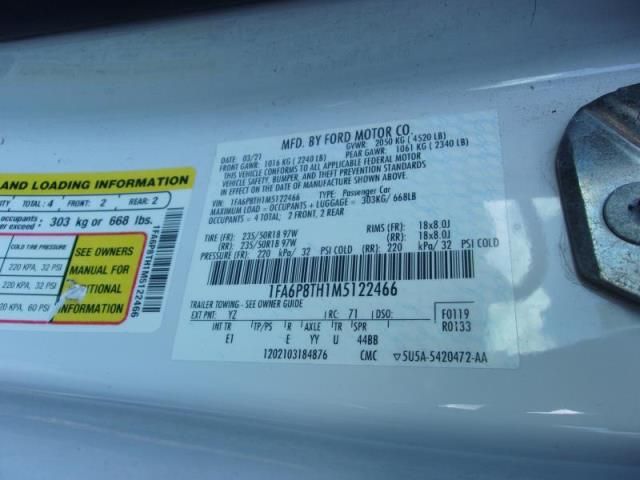 AND LOADING INFORMATION
TOTAL: 4 FRONT: 2 REAR: 2
occupants
exceed: 303 kg or 668 lbs.
COLD TIRE PRESSURE
220 KPA, 32 PSI
220 KPA, 32 PSI
420 KPA, 60 PSI
SEE OWNERS
MANUAL FOR
INFORMATION
1FA6P8TH1M5122466
MFD. BY FORD MOTOR CO.
03/21 GVWR: 2050 KG ( 4520 LB)
FRONT GAWR: 1016 KG ( 2240 LB) REAR GAWR: 1061 KG ( 2340 LB)
THIS VEHICLE CONFORMS TO ALL APPLICABLE FEDERAL MOTOR
VEHICLE SAFETY, BUMPER, AND THEFT PREVENTION STANDARDS
IN EFFECT ON THE DATE OF MANUFACTURE SHOWN ABOVE.
VIN: 1FA6P8TH1M5122466 TYPE: Passenger Car
MAXIMUM LOAD = OCCUPANTS + LUGGAGE = 303KG/ 668LB
OCCUPANTS = 4 TOTAL: 2 FRONT, 2 REAR
TIRE (FR): 235/50R18 97W RIMS (FR): 18x8.0J
(RR): 235/50R18 97W (RR): 18x8.0J
PRESSURE (FR): 220 kPa/ 32 PSI COLD (RR): 220 kPa/ 32 PSI COLD
1FA6P8TH1M5122466
TRAILER TOWING - SEE OWNER GUIDE
EXT PNT: YZ RC: 71 DSO: F0119
R0133
INT TR TP/PS R AXLE TR SPR
E1 E YY U 44BB
1202103184876 CMC ▽5U5A-5420472-AA